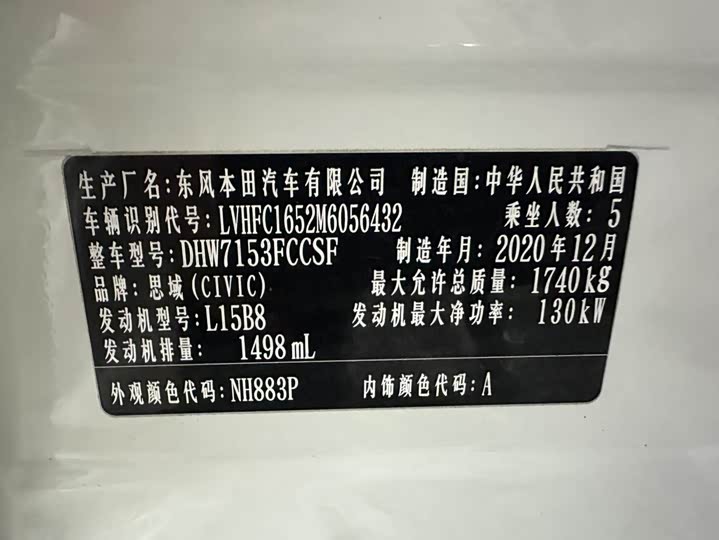 生产厂名:东风本田汽车有限公司 制造国:中华人民共和国
车辆识别代号:LVHFC1652M6056432 乘坐人数:5
整车型号:DHW7153FCCSF 制造年月:2020年12月
品牌:思域(CIVIC) 最大允许总质量:1740kg
发动机型号:L15B8 发动机最大净功率:130kW
发动机排量: 1498mL
外观颜色代码:NH883P 内饰颜色代码:A